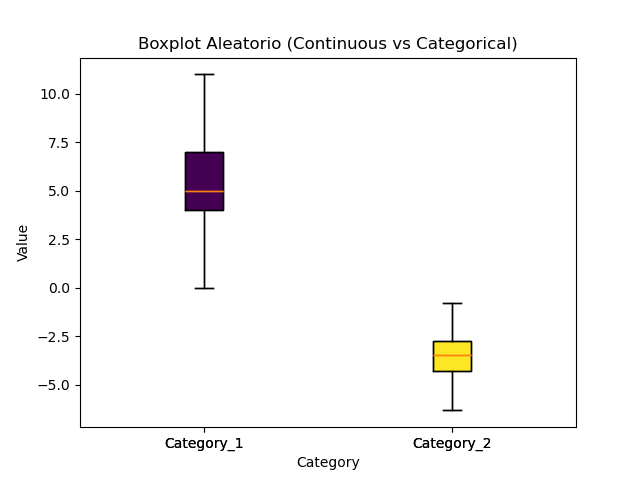 Boxplot Aleatorio (Continuous vs Categorical)
10.0
7.5
5.0
2.5
0.0
−2.5
−5.0
Value
Category_1
Category_2
Category